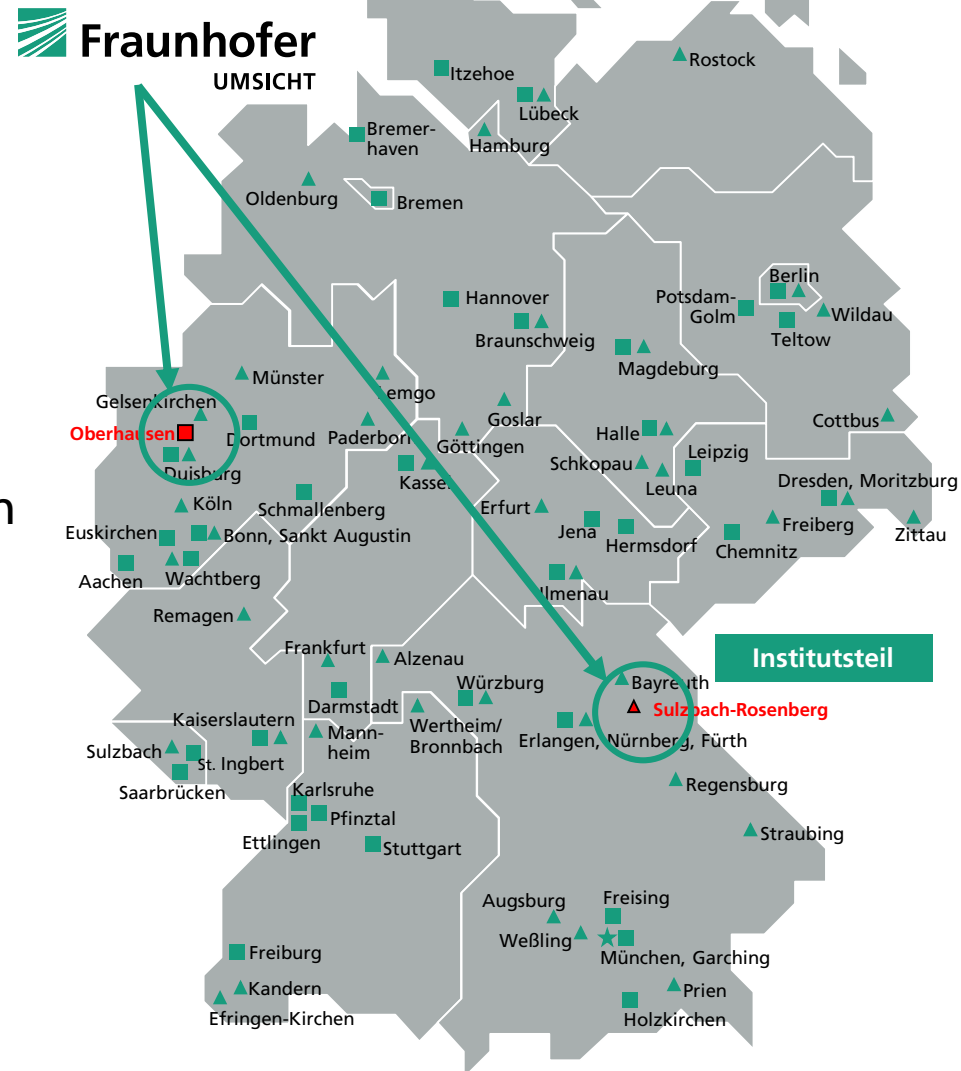 Fraunhofer
UMSICHT
Itzehoe
Rostock
Lübeck
Hamburg
Bremer-
haven
Oldenburg
Bremen
Hannover
Braunschweig
Berlin
Potsdam-
Golm
Wildau
Teltow
Magdeburg
Münster
Lemgo
Gelsenkirchen
Oberhausen
Dortmund
Paderborn
Goslar
Göttingen
Cottbus
Halle
Leipzig
Duisburg
Kassel
Schkopau
Leuna
Dresden, Moritzburg
n
Köln
Schmallenberg
Erfurt
Euskirchen
Bonn, Sankt Augustin
Jena
Hermsdorf
Chemnitz
Freiberg
Zittau
Aachen
Wachtberg
Ilmenau
Remagen
Frankfurt
Alzenau
Institutsteil
Würzburg
Bayreuth
Darmstadt
Sulzbach-Rosenberg
Kaiserslautern
Mann-
heim
Wertheim/
Bronnbach
Erlangen, Nürnberg, Fürth
Sulzbach
St. Ingbert
Saarbrücken
Regensburg
Karlsruhe
Pfinztal
Ettlingen
Stuttgart
Straubing
Augsburg
Freising
Weßling
München, Garching
Freiburg
Kandern
Efringen-Kirchen
Prien
Holzkirchen